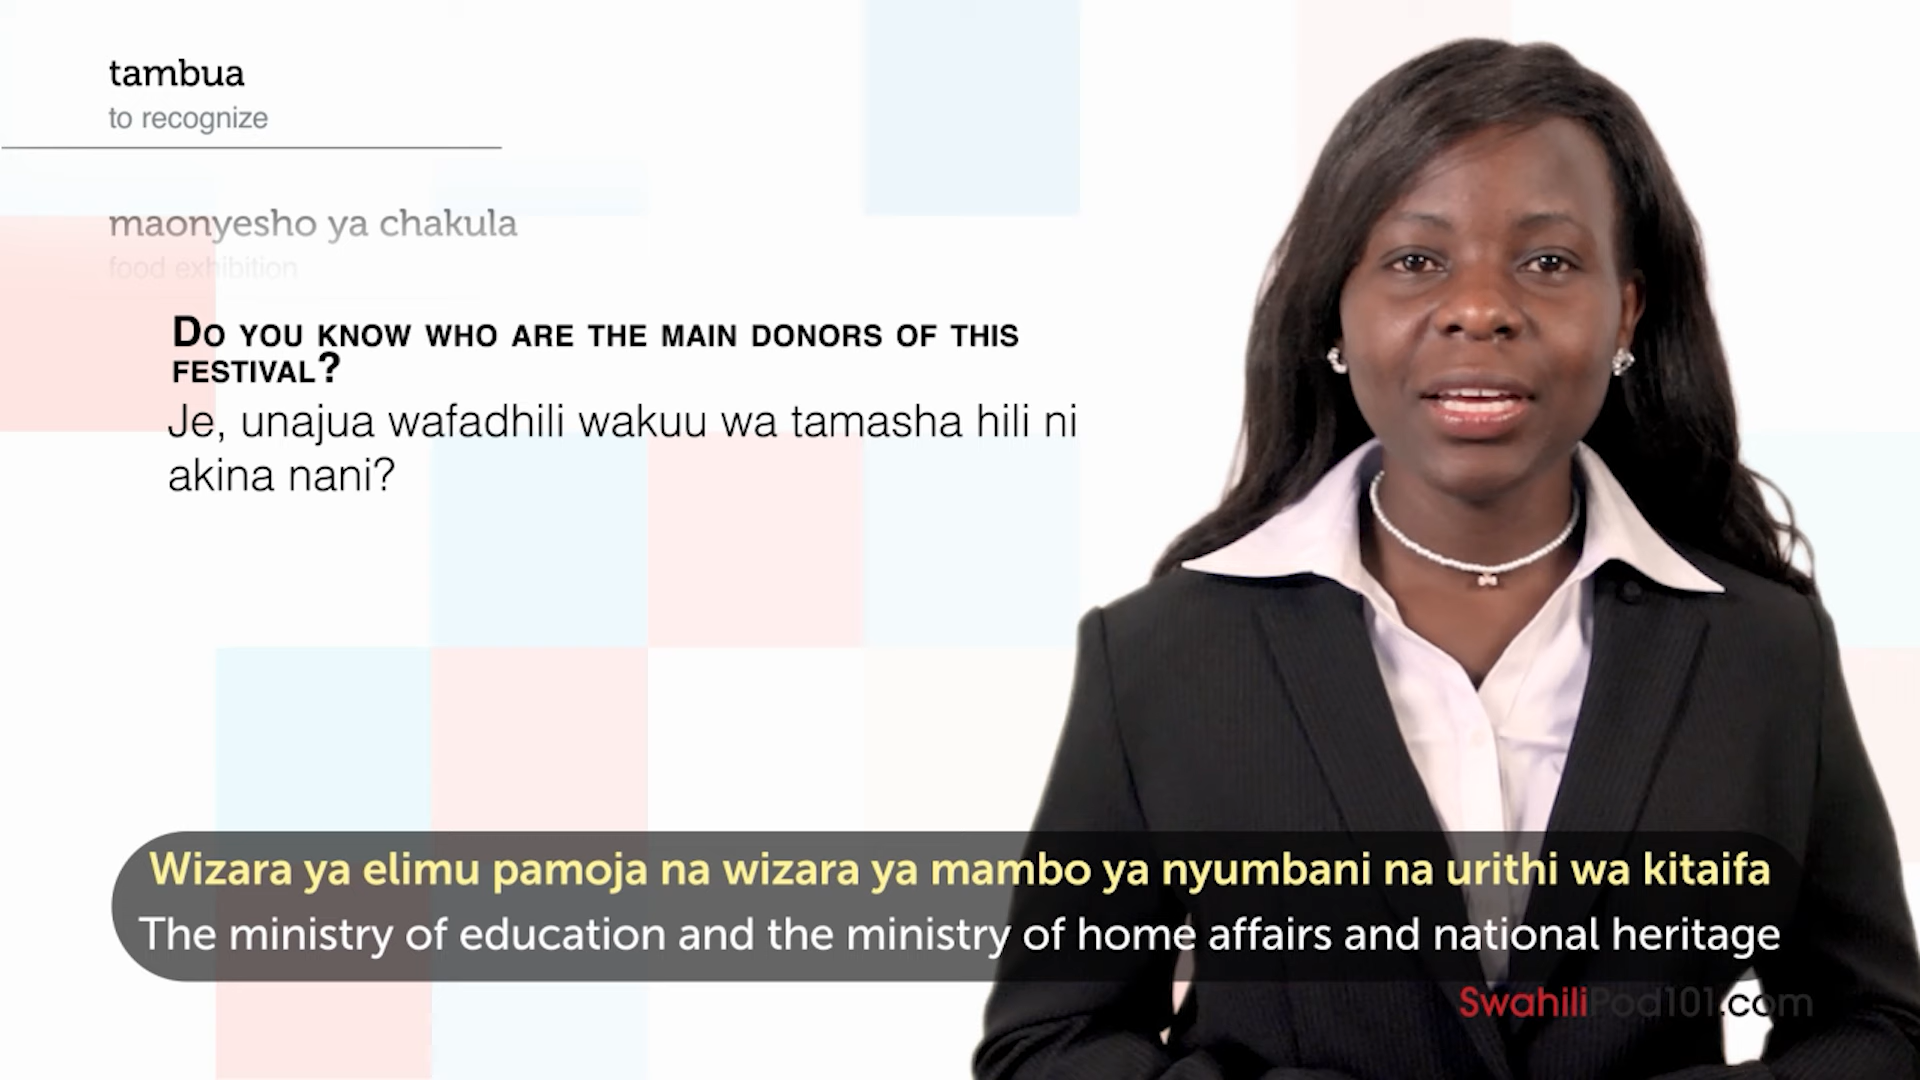 tambua
to recognize
maonyesho ya chakula
food exhibition
DO YOU KNOW WHO ARE THE MAIN DONORS OF THIS
FESTIVAL?
Je, unajua wafadhili wakuu wa tamasha hili ni
akina nani?
Wizara ya elimu pamoja na wizara ya mambo ya nyumbani na urithi wa kitaifa
The ministry of education and the ministry of home affairs and national heritage
SwahiliPod101.com